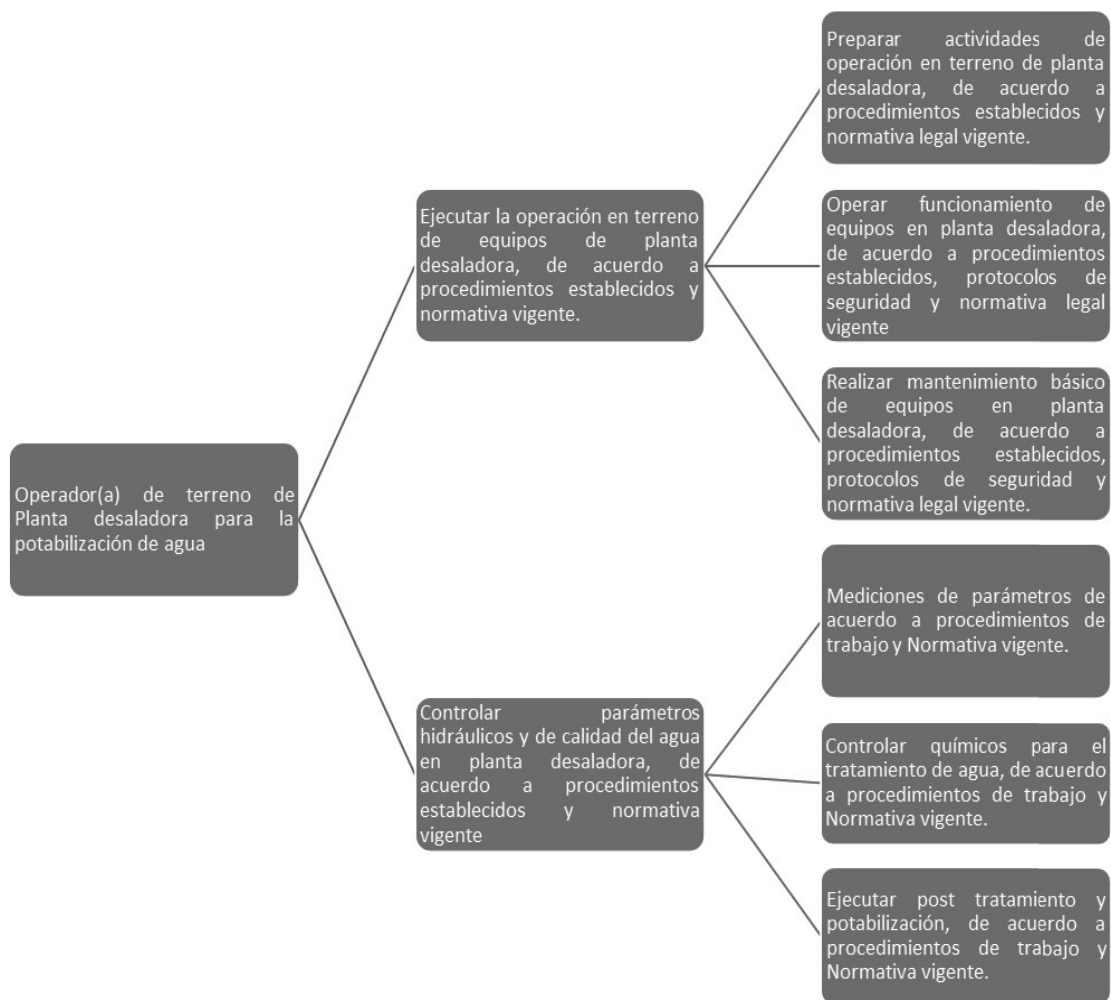 Operador(a) de terreno de
Planta desaladora para la
potabilización de agua
Ejecutar la operación en terreno
de equipos de planta
desaladora, de acuerdo a
procedimientos establecidos y
normativa vigente.
Preparar actividades de
operación en terreno de planta
desaladora, de acuerdo a
procedimientos establecidos y
normativa legal vigente.
Operar funcionamiento de
equipos en planta desaladora,
de acuerdo a procedimientos
establecidos, protocolos de
seguridad y normativa legal
vigente
Realizar mantenimiento básico
de equipos en planta
desaladora, de acuerdo a
procedimientos establecidos,
protocolos de seguridad y
normativa legal vigente.
Controlar parámetros
hidráulicos y de calidad del agua
en planta desaladora, de
acuerdo a procedimientos
establecidos y normativa
vigente
Mediciones de parámetros de
acuerdo a procedimientos de
trabajo y Normativa vigente.
Controlar químicos para el
tratamiento de agua, de acuerdo
a procedimientos de trabajo y
Normativa vigente.
Ejecutar post tratamiento y
potabilización, de acuerdo a
procedimientos de trabajo y
Normativa vigente.